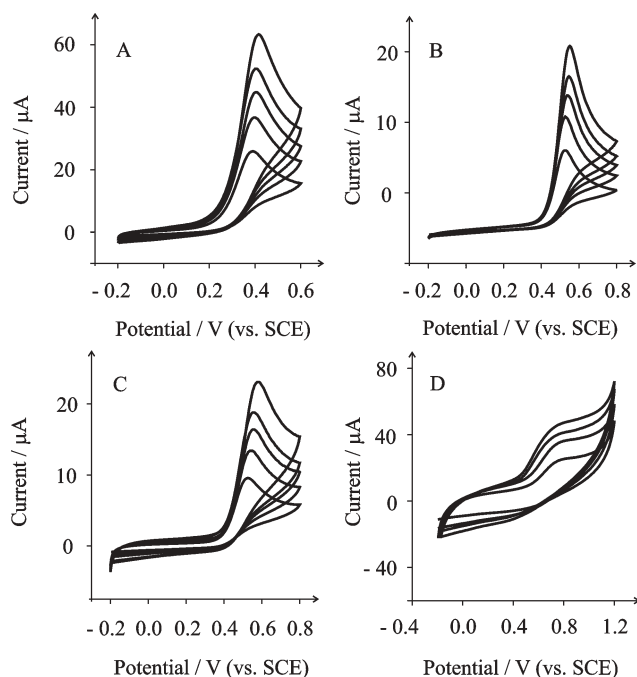 A
Current / μA
60
40
20
0
- 0.2 0.0 0.2 0.4 0.6
Potential / V (vs. SCE)
B
Current / μA
20
10
0
- 0.2 0.0 0.2 0.4 0.6 0.8
Potential / V (vs. SCE)
C
Current / μA
20
10
0
- 0.2 0.0 0.2 0.4 0.6 0.8
Potential / V (vs. SCE)
D
Current / μA
80
40
0
- 40
- 0.4 0.0 0.4 0.8 1.2
Potential / V (vs. SCE)